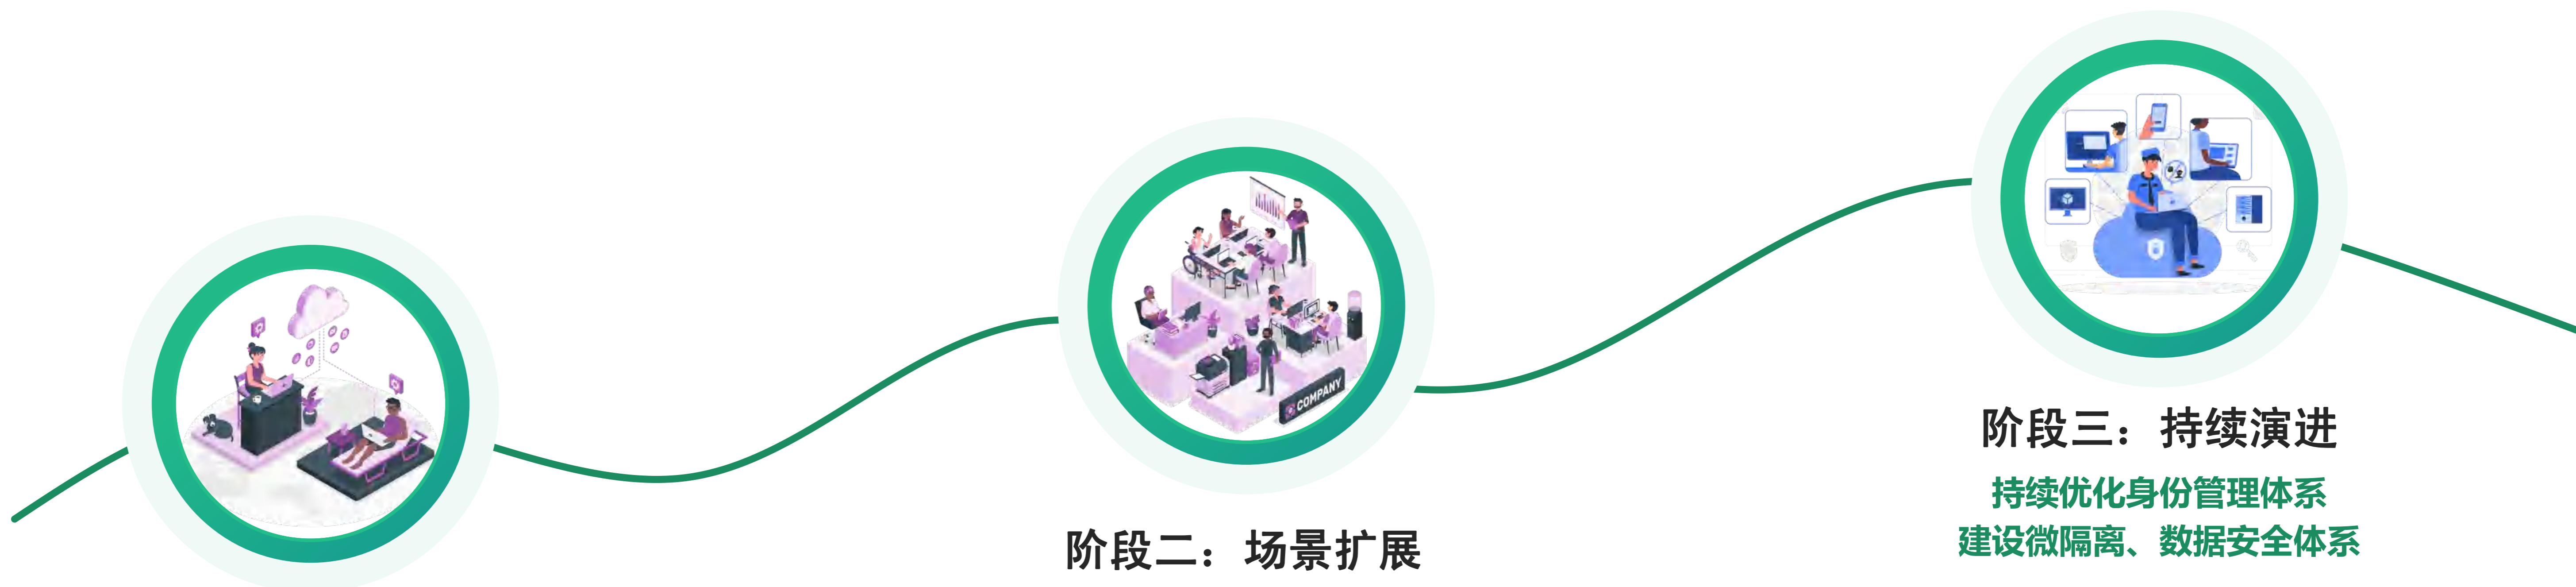 COMPANY
阶段二：场景扩展
阶段三：持续演进
持续优化身份管理体系
建设微隔离、数据安全体系